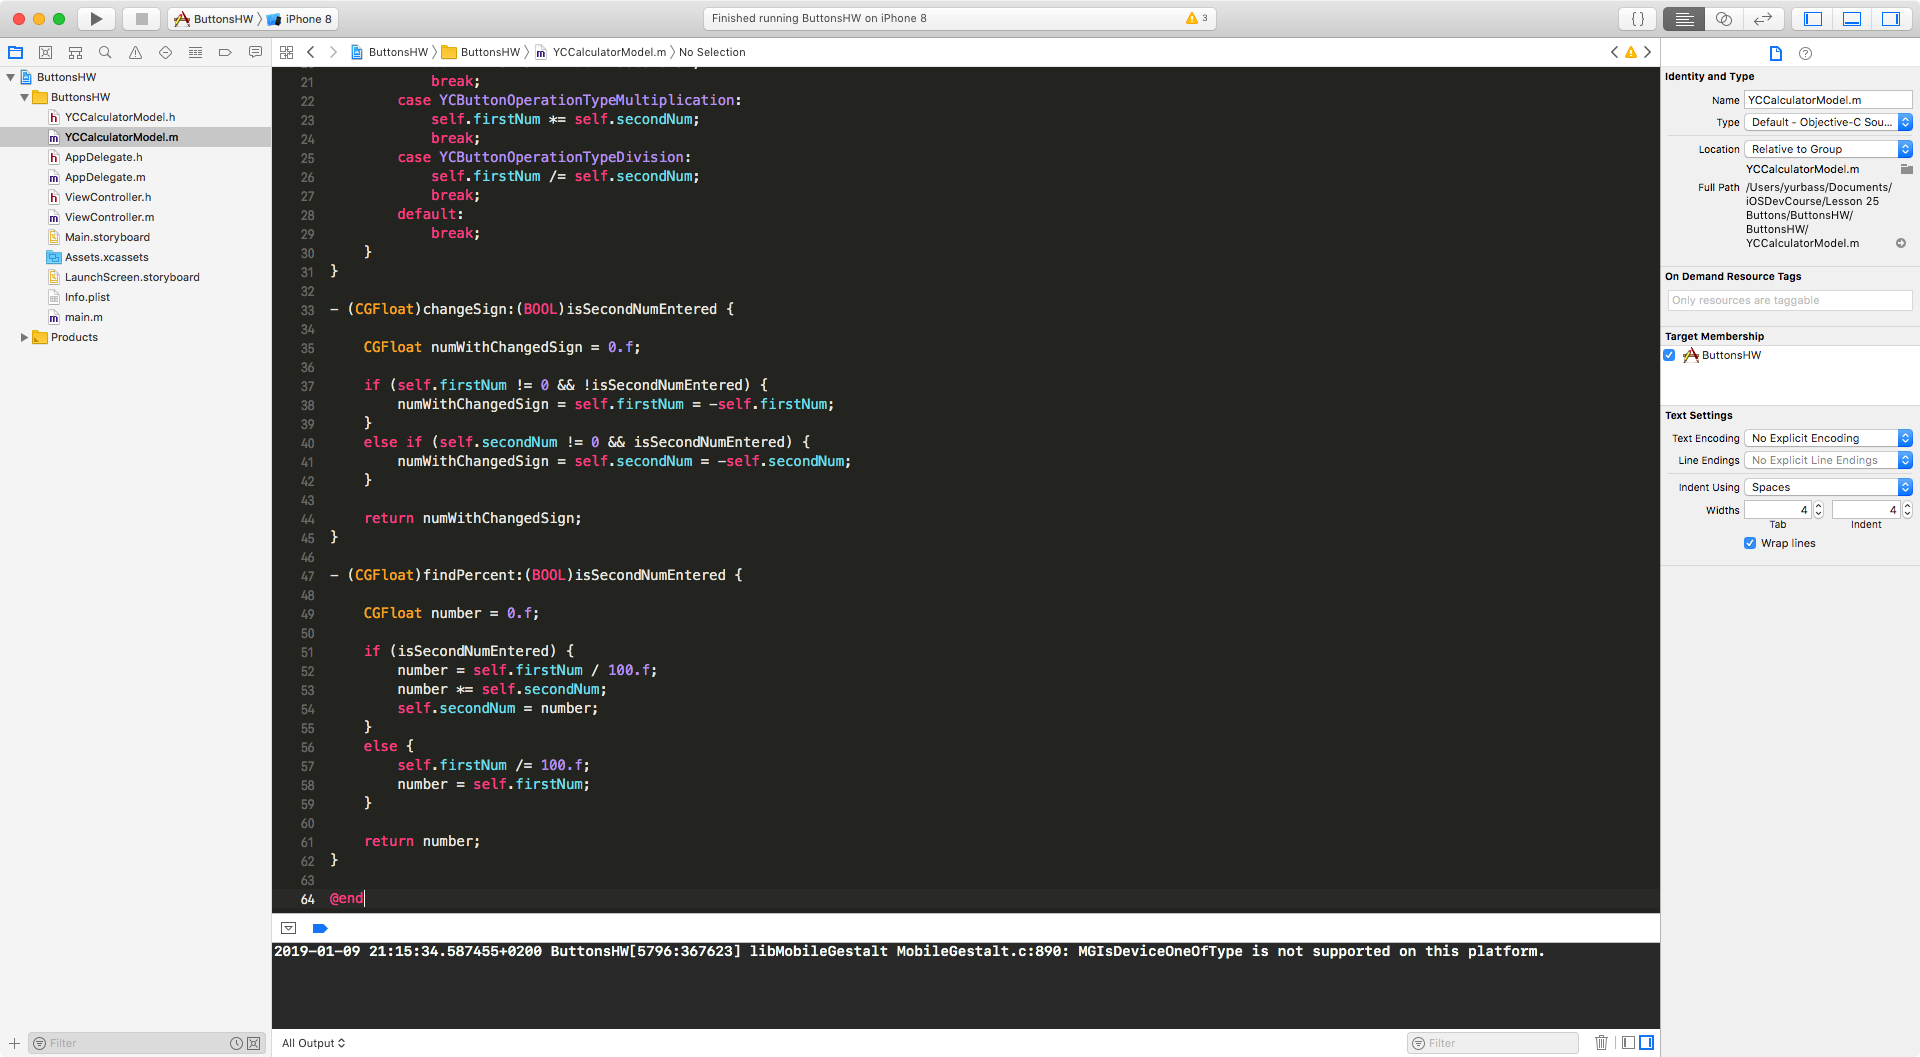 ButtonsHW
iPhone 8
Finished running ButtonsHW on iPhone 8
3
{}
ButtonsHW
ButtonsHW
YCCalculatorModel.m
No Selection
ButtonsHW
ButtonsHW
YCCalculatorModel.h
YCCalculatorModel.m
AppDelegate.h
AppDelegate.m
ViewController.h
ViewController.m
Main.storyboard
Assets.xcassets
LaunchScreen.storyboard
Info.plist
main.m
Products
Filter
21 break;
22 case YCButtonOperationTypeMultiplication:
23 self.firstNum *= self.secondNum;
24 break;
25 case YCButtonOperationTypeDivision:
26 self.firstNum /= self.secondNum;
27 break;
28 default:
29 break;
30 }
31 }
32
33 - (CGFloat)changeSign:(BOOL)isSecondNumEntered {
34
35 CGFloat numWithChangedSign = 0.f;
36
37 if (self.firstNum != 0 && !isSecondNumEntered) {
38 numWithChangedSign = self.firstNum = -self.firstNum;
39 }
40 else if (self.secondNum != 0 && isSecondNumEntered) {
41 numWithChangedSign = self.secondNum = -self.secondNum;
42 }
43
44 return numWithChangedSign;
45 }
46
47 - (CGFloat)findPercent:(BOOL)isSecondNumEntered {
48
49 CGFloat number = 0.f;
50
51 if (isSecondNumEntered) {
52 number = self.firstNum / 100.f;
53 number *= self.secondNum;
54 self.secondNum = number;
55 }
56 else {
57 self.firstNum /= 100.f;
58 number = self.firstNum;
59 }
60
61 return number;
62 }
63
64 @end
2019-01-09 21:15:34.587455+0200 ButtonsHW[5796:367623] libMobileGestalt MobileGestalt.c:890: MGIsDeviceOneOfType is not supported on this platform.
All Output
Filter
Identity and Type
Name YCCalculatorModel.m
Type Default - Objective-C Sou...
Location Relative to Group
YCCalculatorModel.m
Full Path /Users/yurbass/Documents/
iOSDevCourse/Lesson 25
Buttons/ButtonsHW/
ButtonsHW/
YCCalculatorModel.m
On Demand Resource Tags
Only resources are taggable
Target Membership
ButtonsHW
Text Settings
Text Encoding No Explicit Encoding
Line Endings No Explicit Line Endings
Indent Using Spaces
Widths 4 4
Tab Indent
Wrap lines